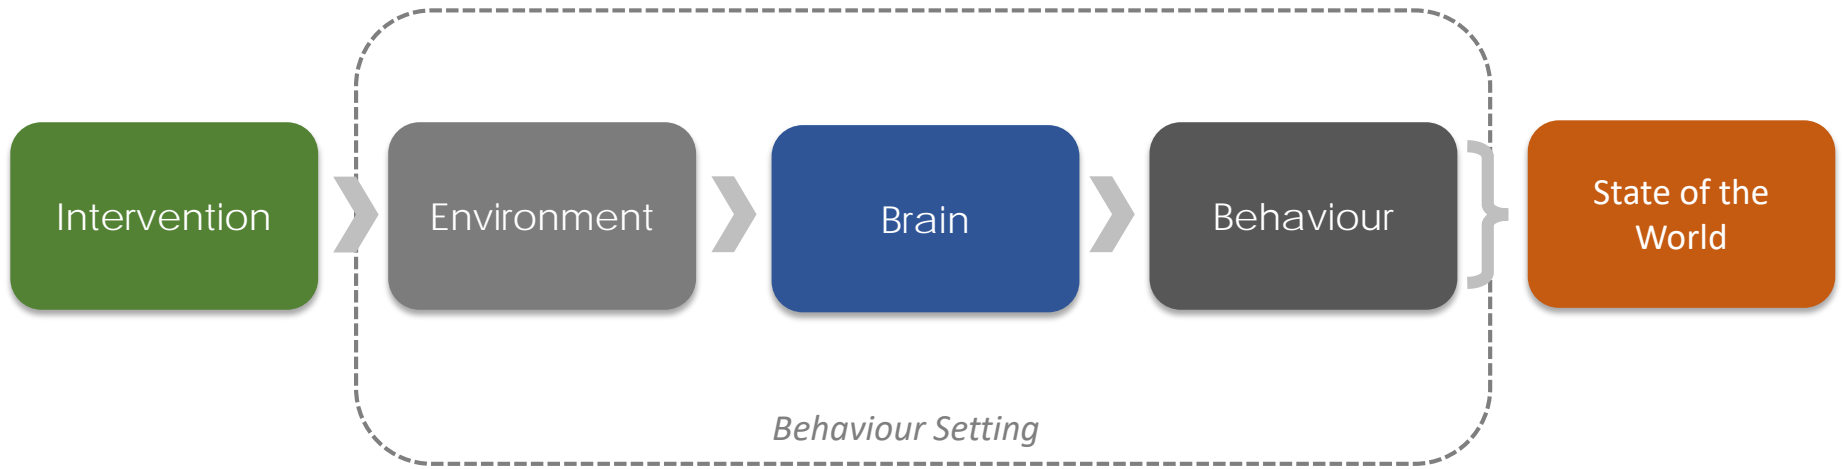 Intervention
Environment
Brain
Behaviour
State of the
World
Behaviour Setting